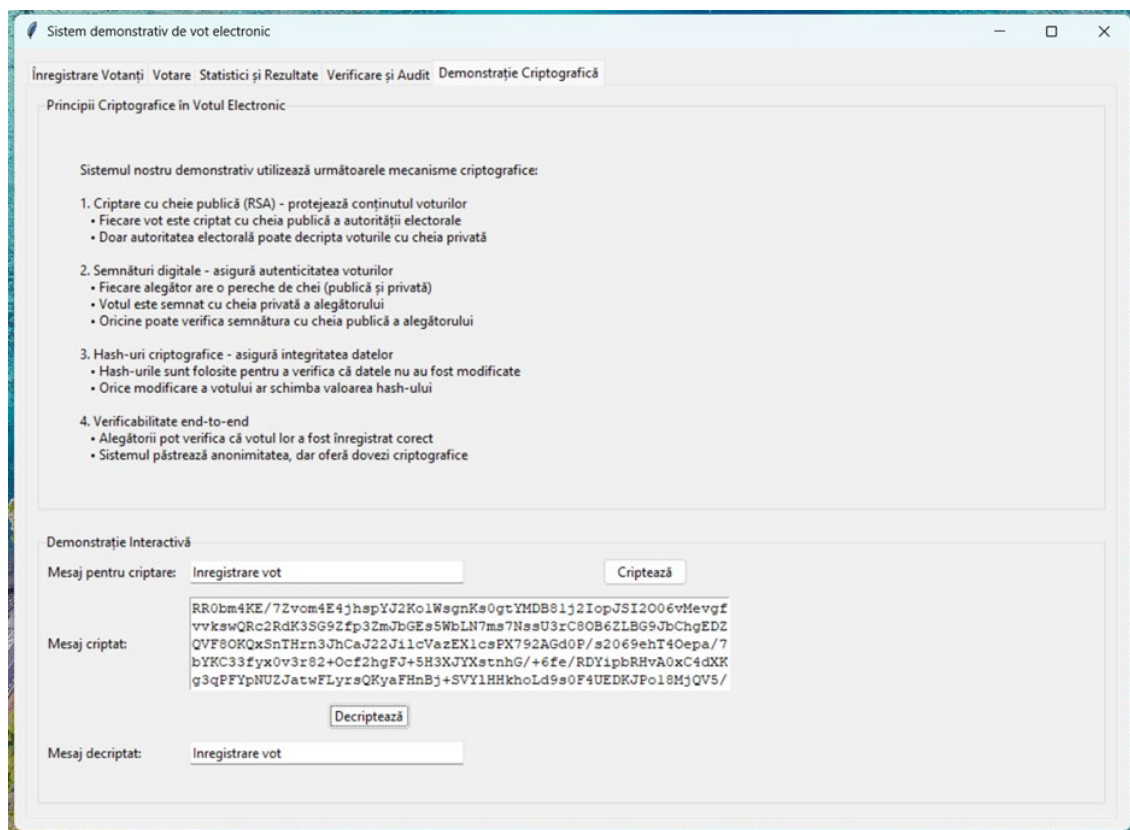 Sistem demonstrativ de vot electronic
Înregistrare Votanți Votare Statistici și Rezultate Verificare și Audit Demonstrație Criptografică
Principii Criptografice în Votul Electronic
Sistemul nostru demonstrativ utilizează următoarele mecanisme criptografice:
1. Criptare cu cheie publică (RSA) - protejează conținutul voturilor
• Fiecare vot este criptat cu cheia publică a autorității electorale
• Doar autoritatea electorală poate decripta voturile cu cheia privată
2. Semnături digitale - asigură autenticitatea voturilor
• Fiecare alegător are o pereche de chei (publică și privată)
• Votul este semnat cu cheia privată a alegătorului
• Oricine poate verifica semnătura cu cheia publică a alegătorului
3. Hash-uri criptografice - asigură integritatea datelor
• Hash-urile sunt folosite pentru a verifica că datele nu au fost modificate
• Orice modificare a votului ar schimba valoarea hash-ului
4. Verificabilitate end-to-end
• Alegătorii pot verifica că votul lor a fost înregistrat corect
• Sistemul păstrează anonimitatea, dar oferă dovezi criptografice
Demonstrație Interactivă
Mesaj pentru criptare: Inregistrare vot Criptează
RR0bm4KE/7Zvom4E4jhspYJ2KolWsgnKs0gtYMDB81j2IopJSI2O06vMevgf
vvkswQRc2RdK3SG9Zfp3ZmJbGEs5WbLN7ms7NssU3rC8OB6ZLBG9JbChgEDZ
QVF8OKQxSnTHrn3JhCaJ22JilcVazEX1csPX792AGd0P/s2069ehT4Oepa/7
Mesaj criptat:
bYKC33fyx0v3r82+Ocf2hgFJ+5H3XJYXstnhG/+6fe/RDYipbRHvA0xC4dXK
g3qPFYpNUZJatwFLyrsQKyaFHnBj+SVYlHHkhoLd9s0F4UEDKJPol8MjQV5/
Decriptează
Mesaj decriptat: Inregistrare vot